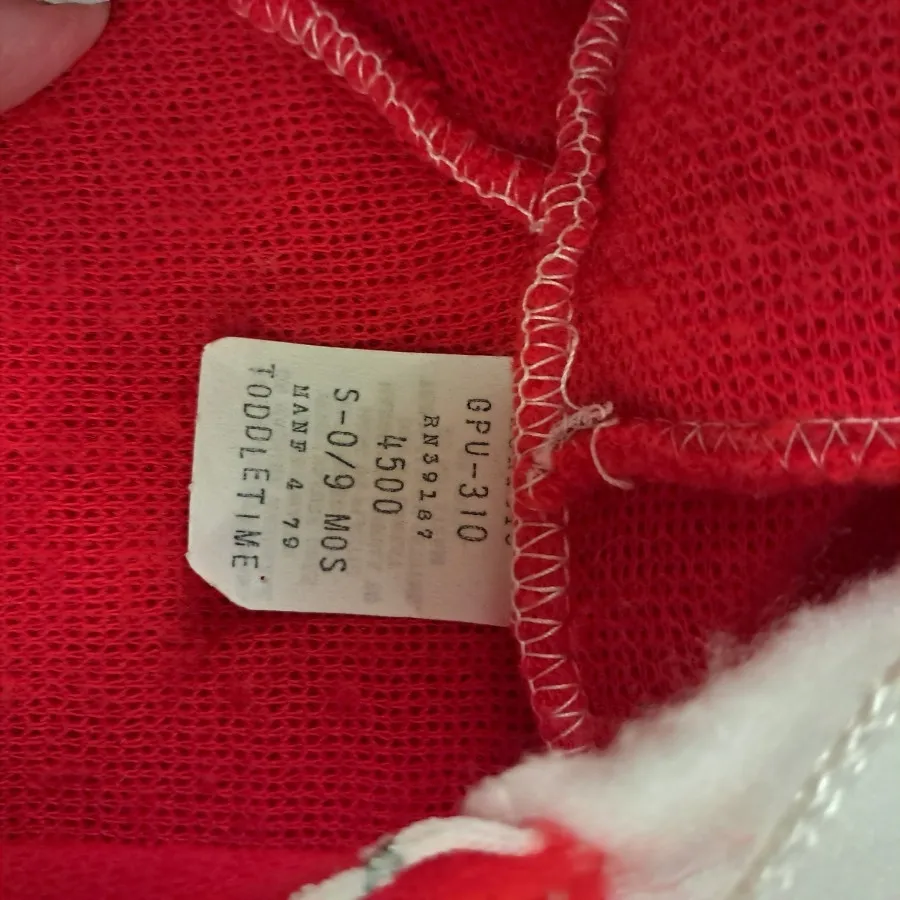 GPU-310
RN39187
4500
S-0/9 MOS
MANF 4 79
TODDLETIME